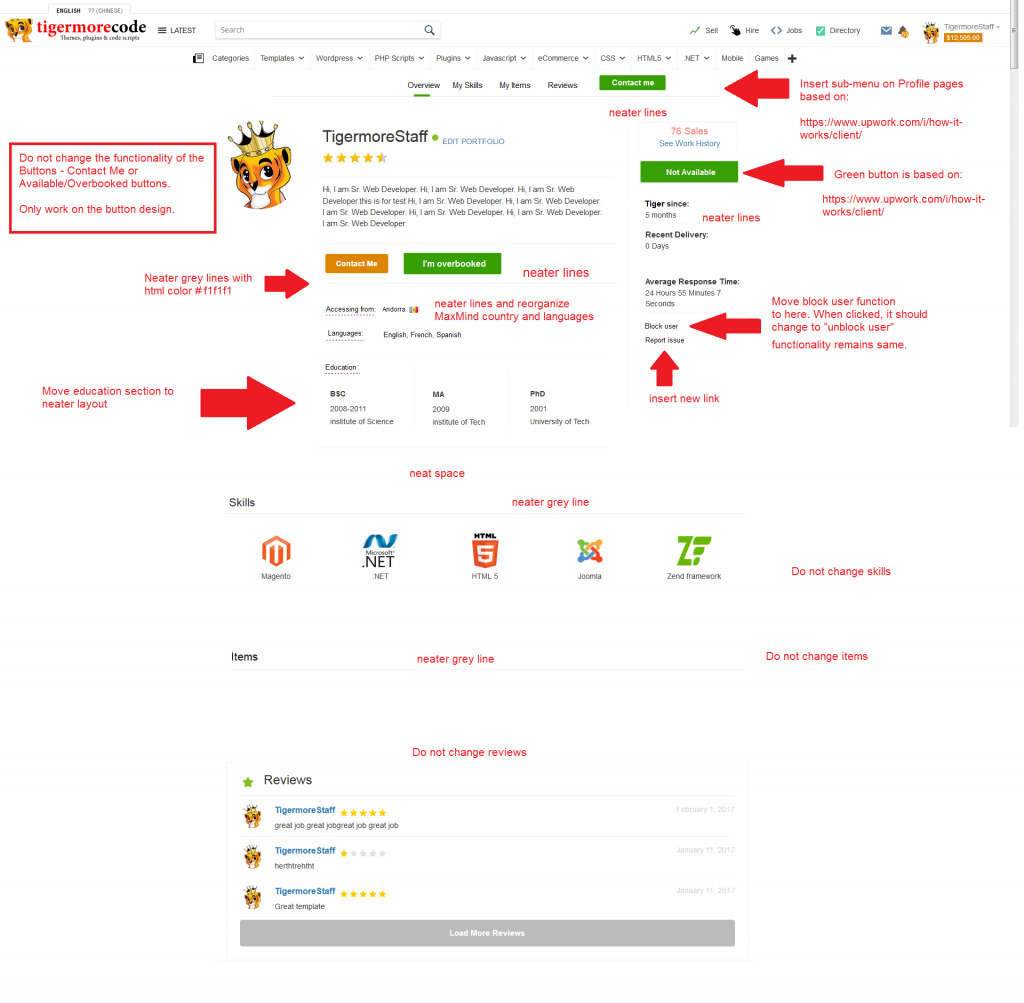 ENGLISH ?? (CHINESE)
tigermorecode
Themes, plugins & code scripts
LATEST
Search
Sell Hire Jobs Directory
TigermoreStaff
$12,505.00
Categories Templates Wordpress PHP Scripts Plugins Javascript eCommerce CSS HTML5 .NET Mobile Games
Overview My Skills My Items Reviews Contact me
Insert sub-menu on Profile pages
based on:
https://www.upwork.com/i/how-it-
works/client/
neater lines
Do not change the functionality of the
Buttons - Contact Me or
Available/Overbooked buttons.
Only work on the button design.
TigermoreStaff EDIT PORTFOLIO
Hi, I am Sr. Web Developer. Hi, I am Sr. Web Developer. Hi, I am Sr. Web
Developer.this is for test Hi, I am Sr. Web Developer. Hi, I am Sr. Web Developer.
I am Sr. Web Developer. Hi, I am Sr. Web Developer. Hi, I am Sr. Web Developer.
I am Sr. Web Developer.
76 Sales
See Work History
Not Available
Green button is based on:
https://www.upwork.com/i/how-it-
works/client/
Tiger since:
5 months
neater lines
Recent Delivery:
0 Days
Contact Me I'm overbooked
neater lines
Neater grey lines with
html color #f1f1f1
Average Response Time:
24 Hours 55 Minutes 7
Seconds
Accessing from: Andorra
neater lines and reorganize
MaxMind country and languages
Languages: English, French, Spanish
Block user
Report issue
Move block user function
to here. When clicked, it should
change to "unblock user"
functionality remains same.
insert new link
Education:
Move education section to
neater layout
BSC MA PhD
2008-2011 2009 2001
institute of Science institute of Tech University of Tech
neat space
Skills
neater grey line
HTML
5
Microsoft
.NET
Magento .NET HTML 5 Joomla Zend framework
Do not change skills
Items
neater grey line
Do not change items
Do not change reviews
Reviews
TigermoreStaff February 1, 2017
great job great jobgreat job great job
TigermoreStaff January 11, 2017
herthtrehtht
TigermoreStaff January 11, 2017
Great template
Load More Reviews